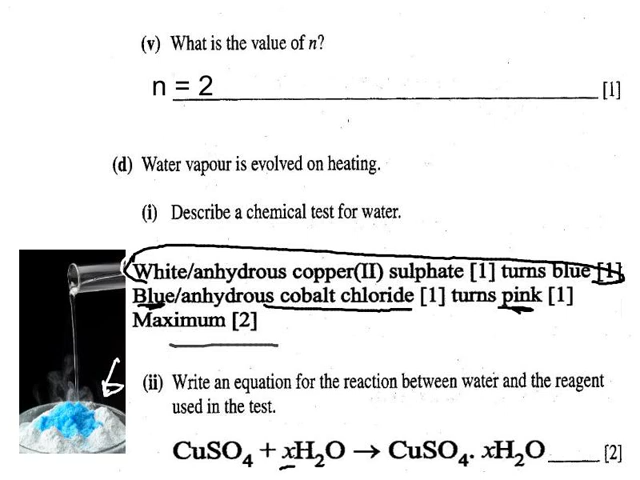 (v) What is the value of n?
n = 2 [1]
(d) Water vapour is evolved on heating.
(i) Describe a chemical test for water.
White/anhydrous copper(II) sulphate [1] turns blue [1]
Blue/anhydrous cobalt chloride [1] turns pink [1]
Maximum [2]
(ii) Write an equation for the reaction between water and the reagent
used in the test.
CuSO₄ + xH₂O → CuSO₄. xH₂O [2]